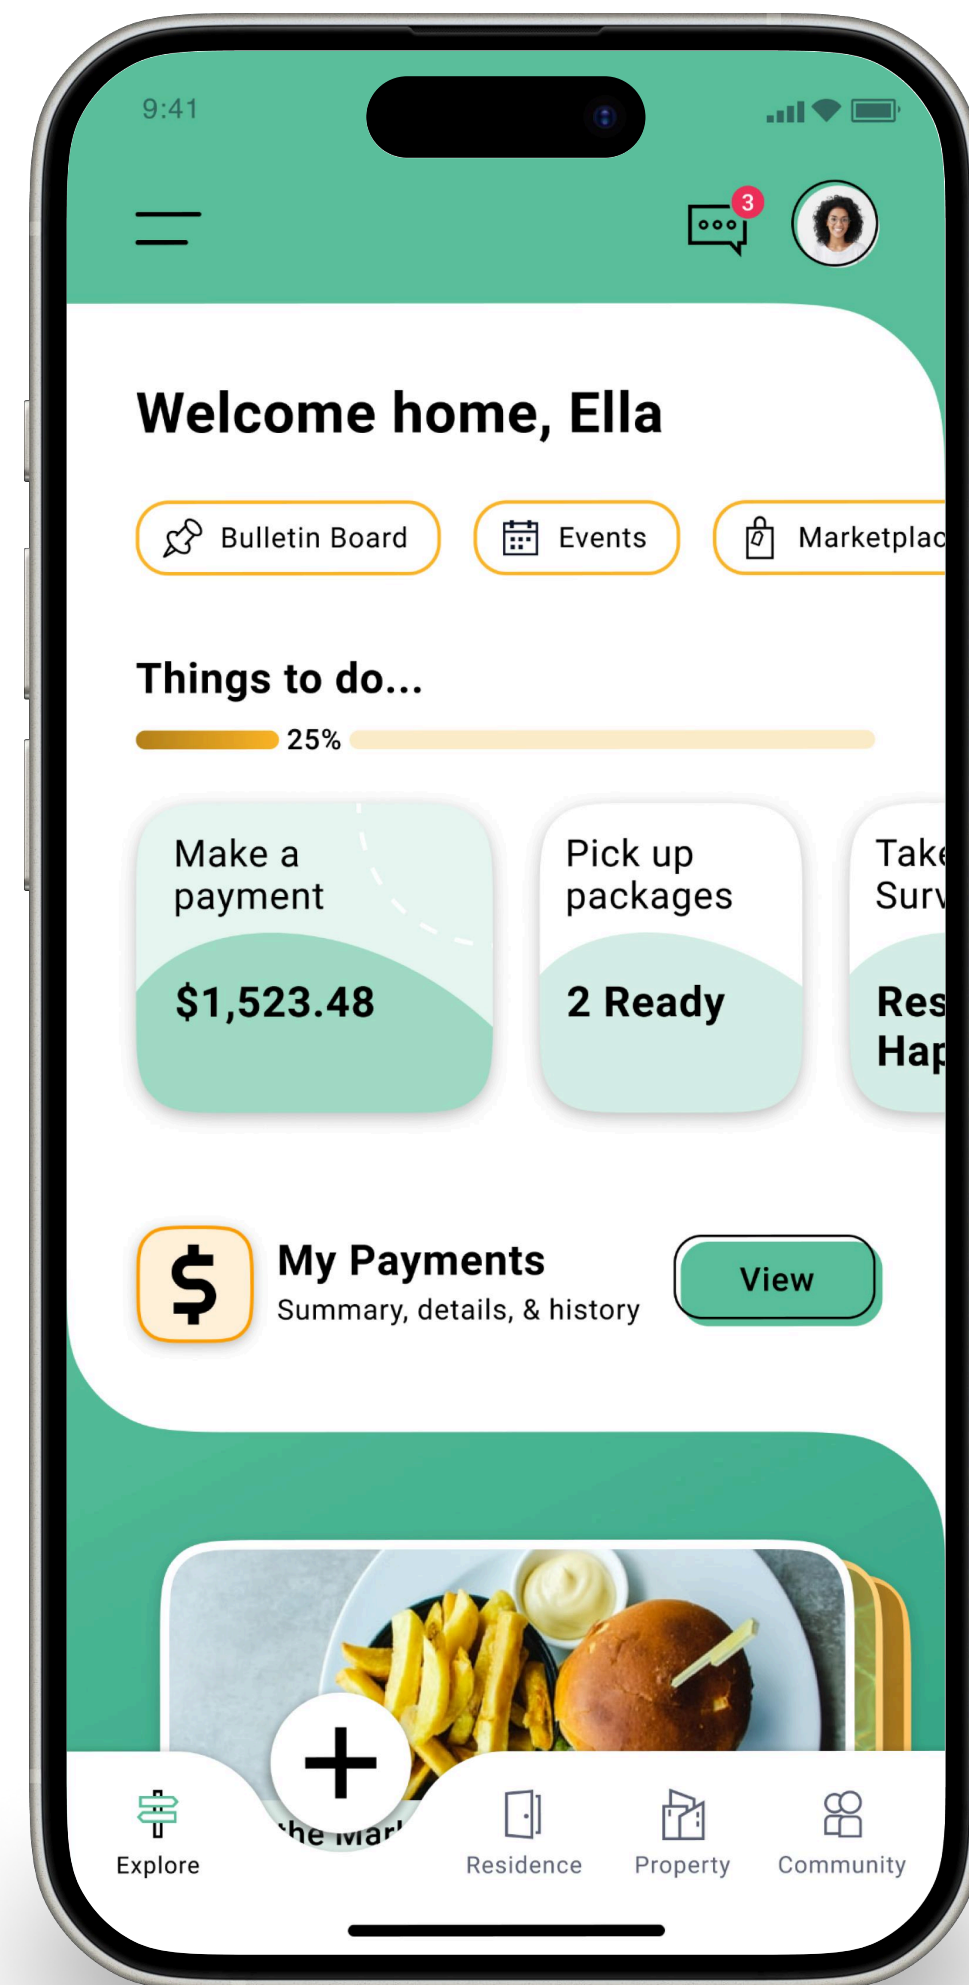 9:41
3
Welcome home, Ella
Bulletin Board
Events
Marketplac
Things to do...
25%
Make a
payment
$1,523.48
Pick up
packages
2 Ready
Take
Surv
Res
Hap
My Payments
Summary, details, & history
View
the Mar
Explore
Residence
Property
Community